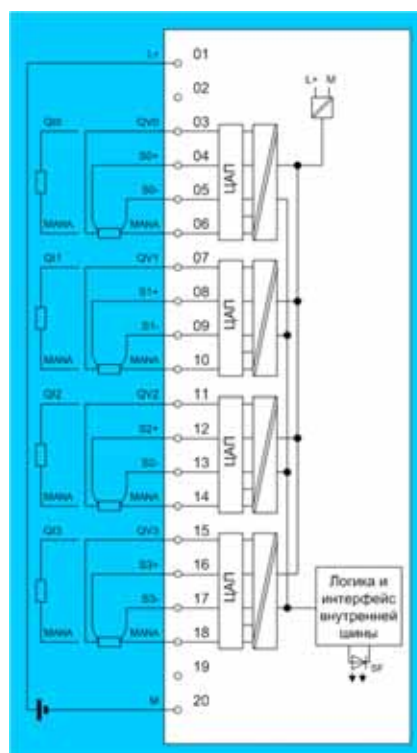 L+ 01
02
L+ M
QI0 QV0 03
S0+ 04
S0- 05
MANA MANA 06
ЦАП
QI1 QV1 07
S1+ 08
S1- 09
MANA MANA 10
ЦАП
QI2 QV2 11
S2+ 12
S2- 13
MANA MANA 14
ЦАП
QI3 QV3 15
S3+ 16
S3- 17
MANA MANA 18
ЦАП
Логика и
интерфейс
внутренней
шины
SF
19
M 20